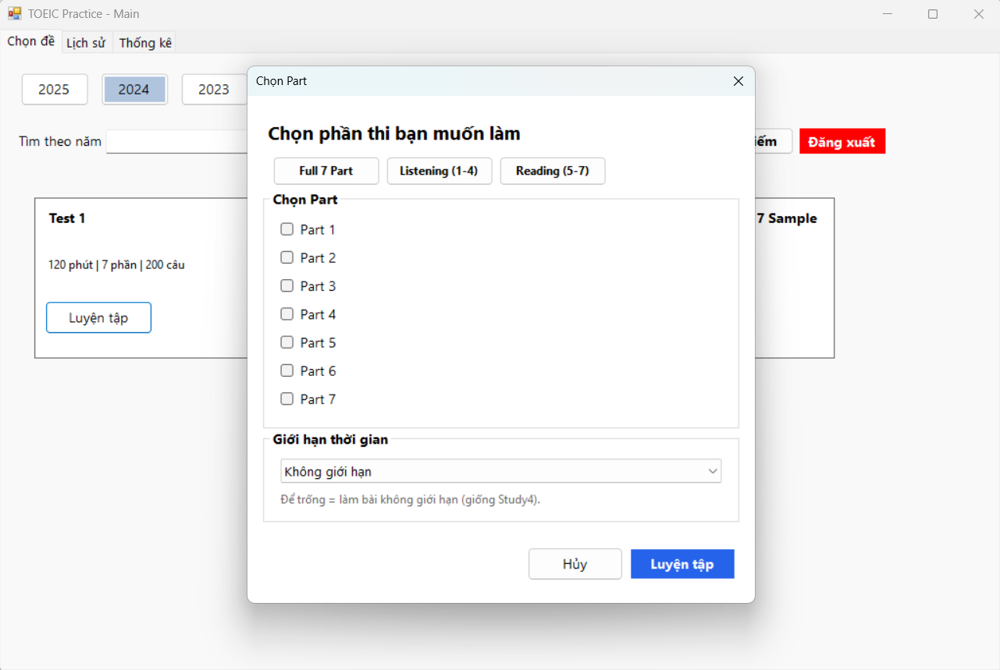 TOEIC Practice - Main
Chọn đề Lịch sử Thống kê
2025 2024 2023
Tìm theo năm
Đăng xuất
Test 1
120 phút | 7 phần | 200 câu
Luyện tập
7 Sample
Chọn Part
Chọn phần thi bạn muốn làm
Full 7 Part Listening (1-4) Reading (5-7)
Chọn Part
Part 1
Part 2
Part 3
Part 4
Part 5
Part 6
Part 7
Giới hạn thời gian
Không giới hạn
Để trống = làm bài không giới hạn (giống Study4).
Hủy Luyện tập